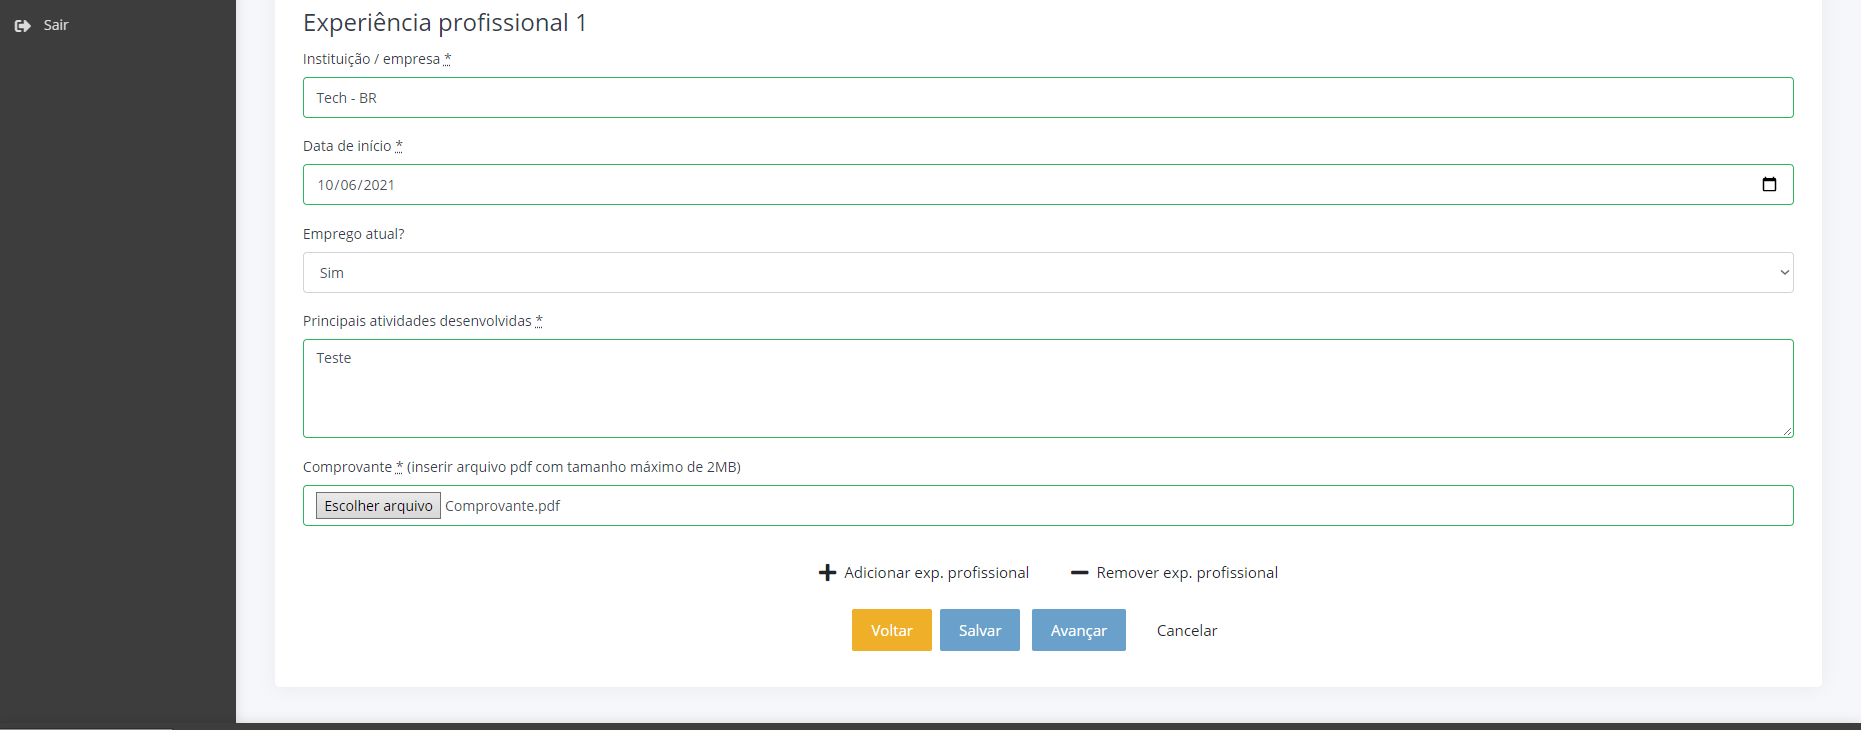 Sair
Experiência profissional 1
Instituição / empresa *
Tech - BR
Data de início *
10/06/2021
Emprego atual?
Sim
Principais atividades desenvolvidas *
Teste
Comprovante * (inserir arquivo pdf com tamanho máximo de 2MB)
Escolher arquivo Comprovante.pdf
Adicionar exp. profissional Remover exp. profissional
Voltar Salvar Avançar Cancelar